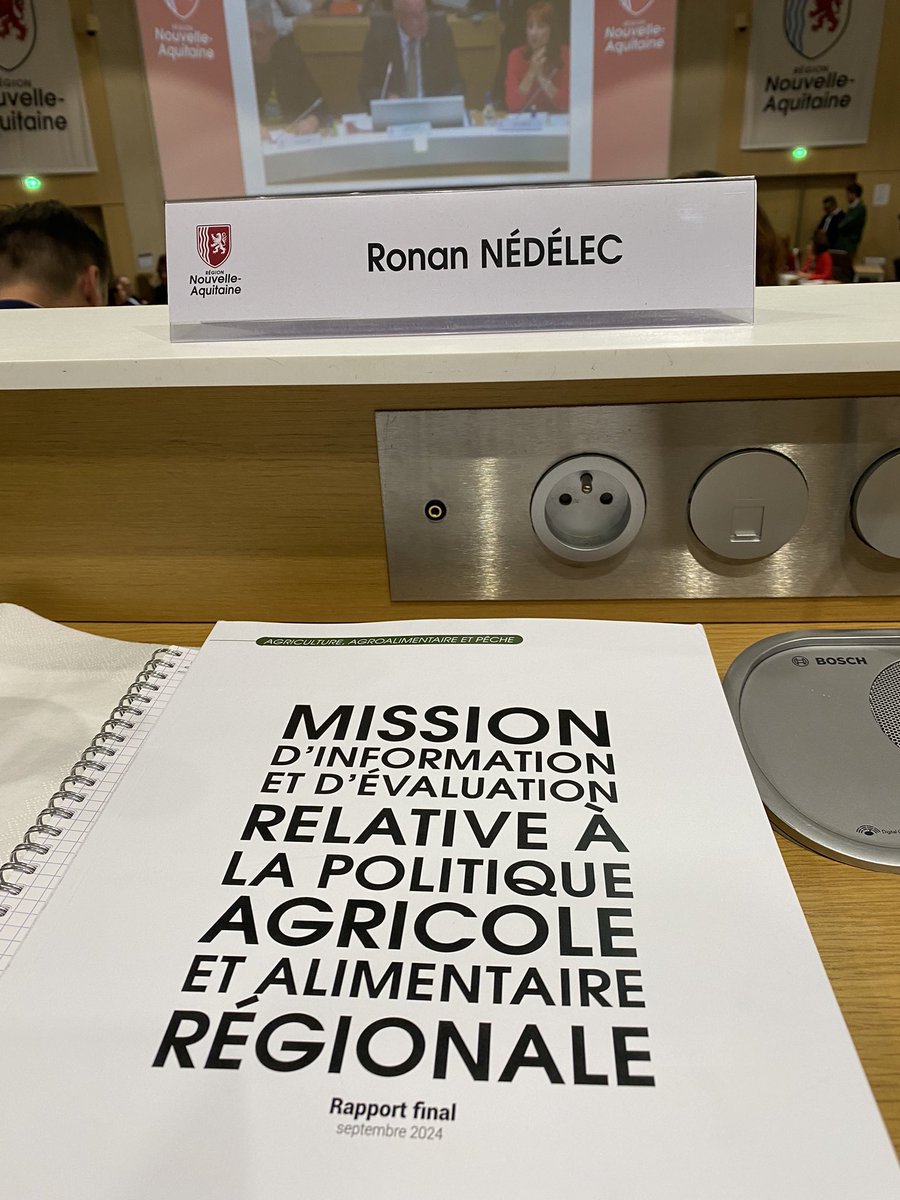 RÉGION
Nouvelle-
Aquitaine
Nouvelle-
Aquitaine
RÉGION
Nouvelle-
Aquitaine
RÉGION
Nouvelle-
Aquitaine
Ronan NÉDÉLEC
AGRICULTURE, AGROALIMENTAIRE ET PÊCHE
MISSION
D'INFORMATION
ET D'ÉVALUATION
RELATIVE À
LA POLITIQUE
AGRICOLE
ET ALIMENTAIRE
RÉGIONALE
Rapport final
septembre 2024
BOSCH
Digital